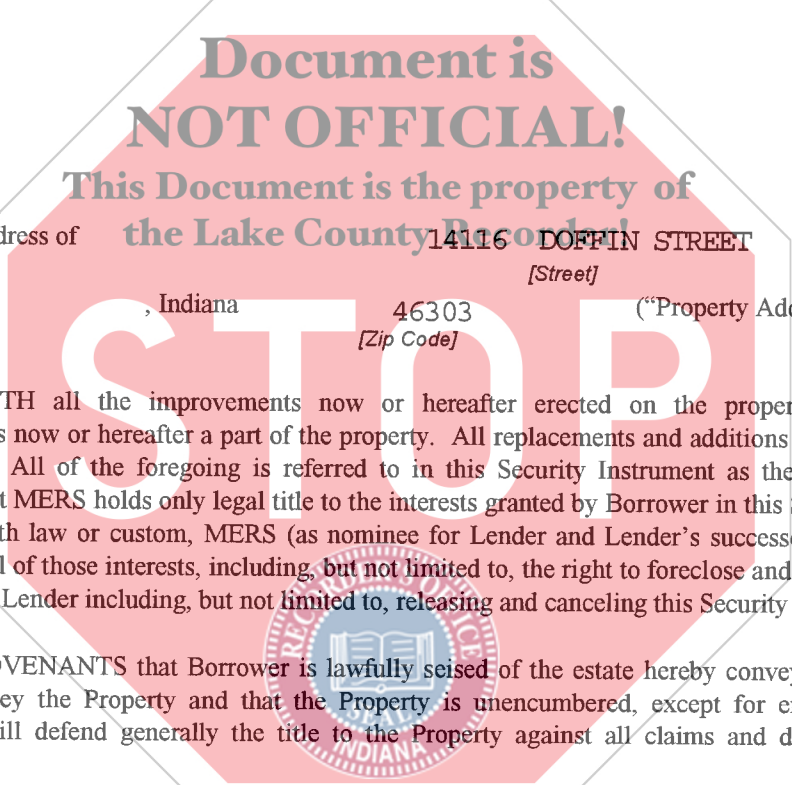 Document is
NOT OFFICIAL!
This Document is the property of
the Lake County Recorder!
dress of 14116 DOFFIN STREET
[Street]
, Indiana 46303 ("Property Add
[Zip Code]
STOP
TH all the improvements now or hereafter erected on the proper
s now or hereafter a part of the property. All replacements and additions
All of the foregoing is referred to in this Security Instrument as the
t MERS holds only legal title to the interests granted by Borrower in this
th law or custom, MERS (as nominee for Lender and Lender's success
l of those interests, including, but not limited to, the right to foreclose and
Lender including, but not limited to, releasing and canceling this Security
RECORDER'S OFFICE
SEAL
INDIANA
VENANTS that Borrower is lawfully seised of the estate hereby convey
ey the Property and that the Property is unencumbered, except for e
ill defend generally the title to the Property against all claims and d